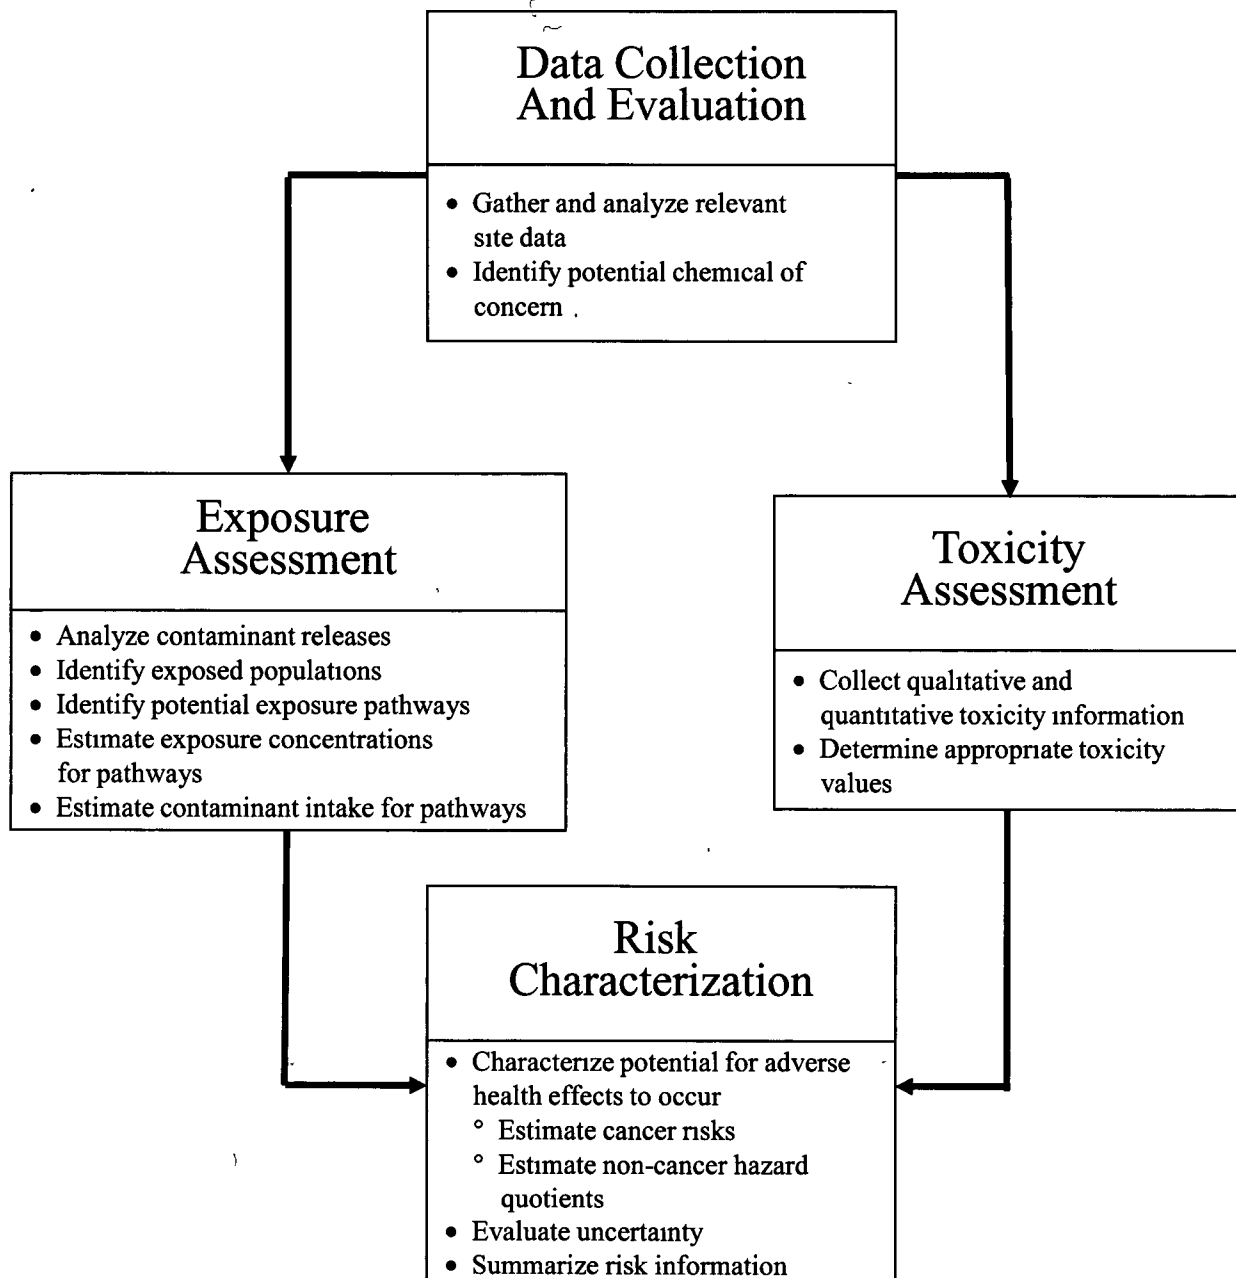 Data Collection
And Evaluation
• Gather and analyze relevant
site data
• Identify potential chemical of
concern
Exposure
Assessment
• Analyze contaminant releases
• Identify exposed populations
• Identify potential exposure pathways
• Estimate exposure concentrations
for pathways
• Estimate contaminant intake for pathways
Toxicity
Assessment
• Collect qualitative and
quantitative toxicity information
• Determine appropriate toxicity
values
Risk
Characterization
• Characterize potential for adverse
health effects to occur
° Estimate cancer risks
° Estimate non-cancer hazard
quotients
• Evaluate uncertainty
• Summarize risk information